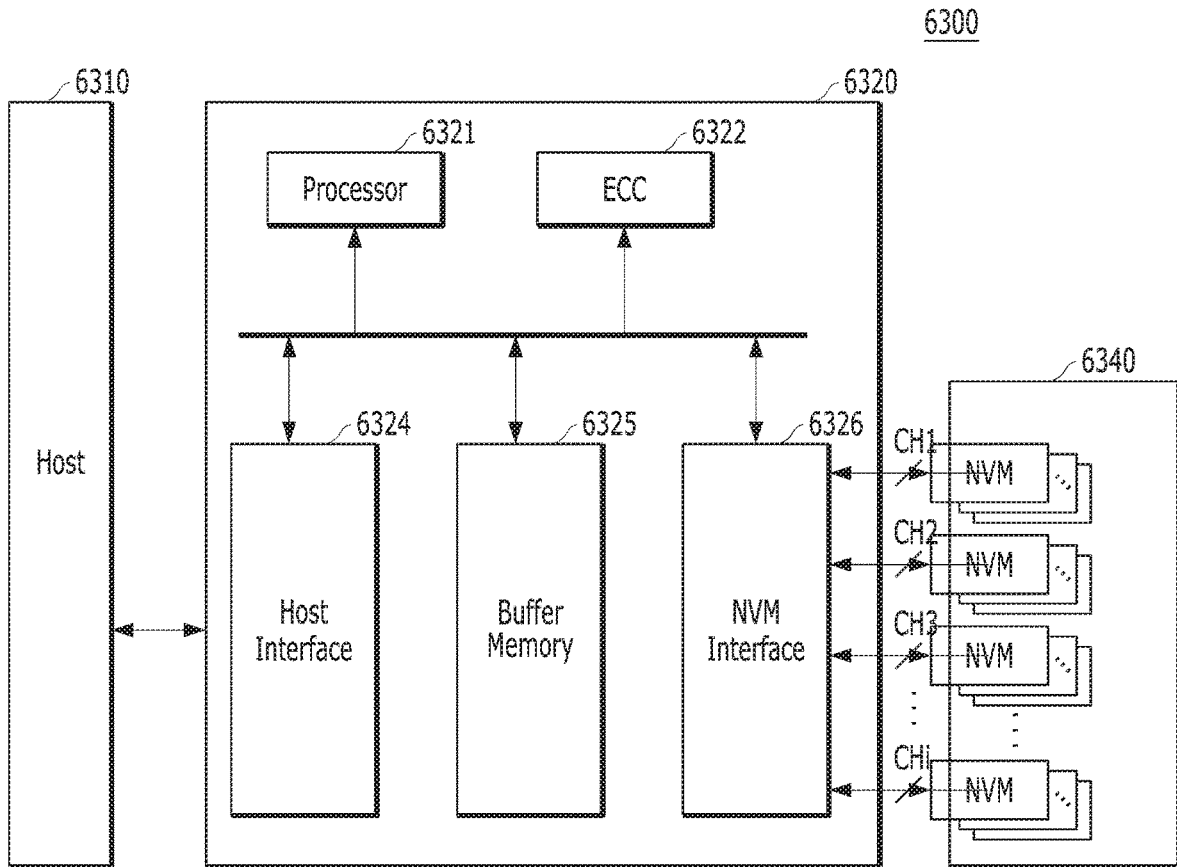 6300
6310
6320
6321
6322
Processor
ECC
6340
6324
6325
6326
CH1
Host
NVM
...
CH2
NVM
...
Host
Interface
Buffer
Memory
NVM
Interface
CH3
NVM
...
CHi
NVM
...